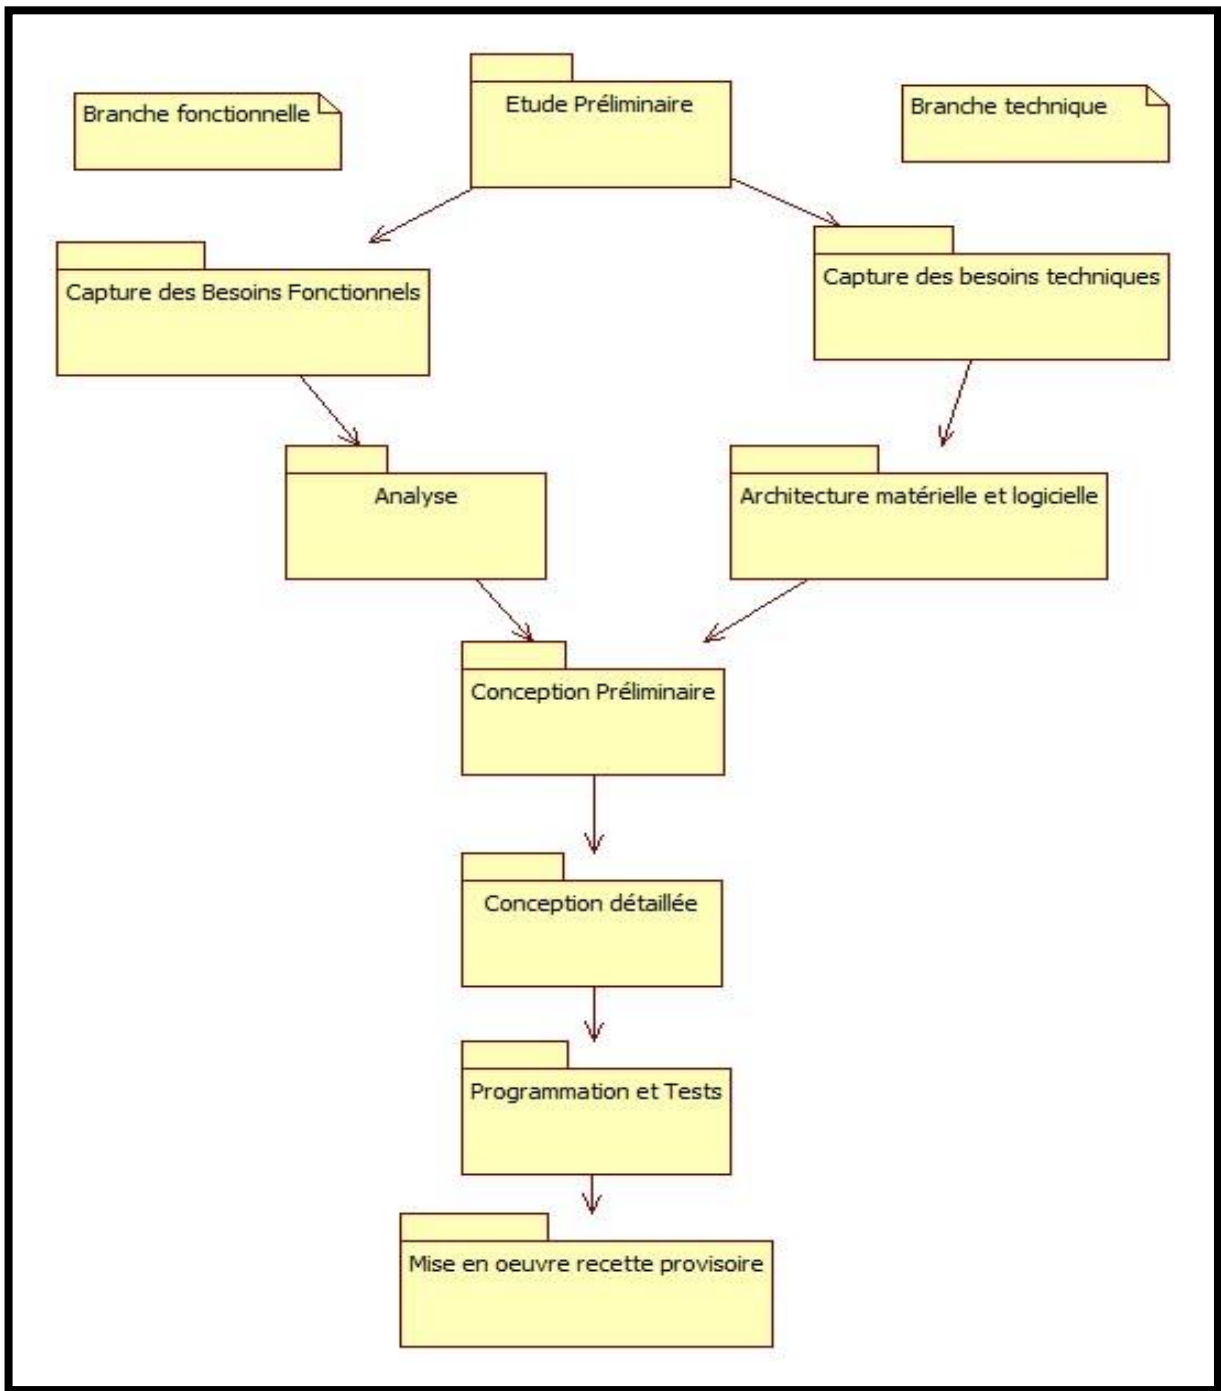 Etude Préliminaire
Branche fonctionnelle
Branche technique
Capture des Besoins Fonctionnels
Capture des besoins techniques
Analyse
Architecture matérielle et logicielle
Conception Préliminaire
Conception détaillée
Programmation et Tests
Mise en oeuvre recette provisoire